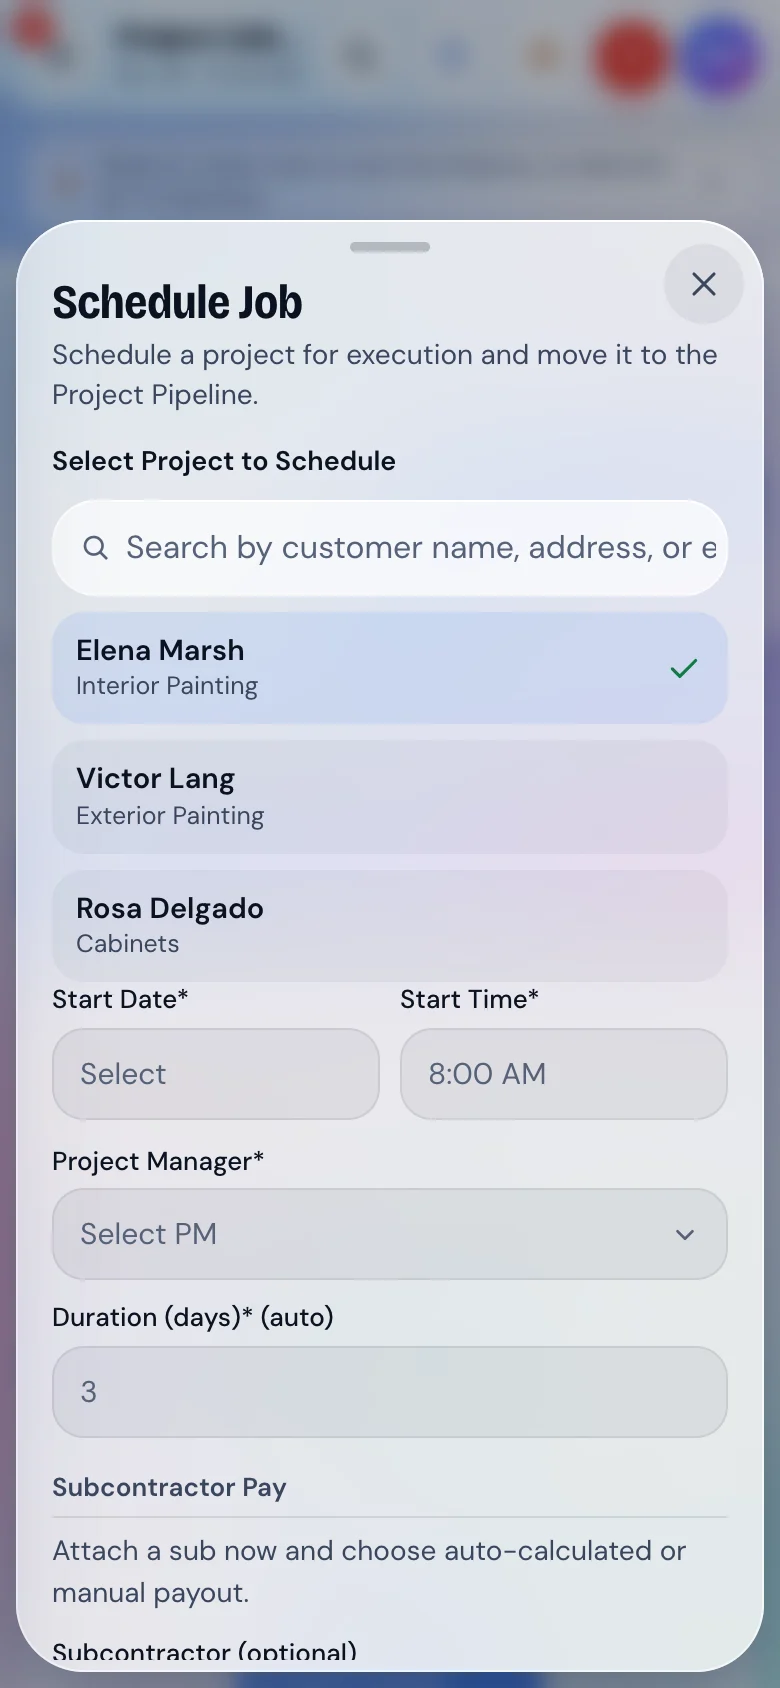 Schedule Job
Schedule a project for execution and move it to the
Project Pipeline.
Select Project to Schedule
Search by customer name, address, or e
Elena Marsh
Interior Painting
Victor Lang
Exterior Painting
Rosa Delgado
Cabinets
Start Date*
Start Time*
Select
8:00 AM
Project Manager*
Select PM
Duration (days)* (auto)
3
Subcontractor Pay
Attach a sub now and choose auto-calculated or
manual payout.
Subcontractor (optional)